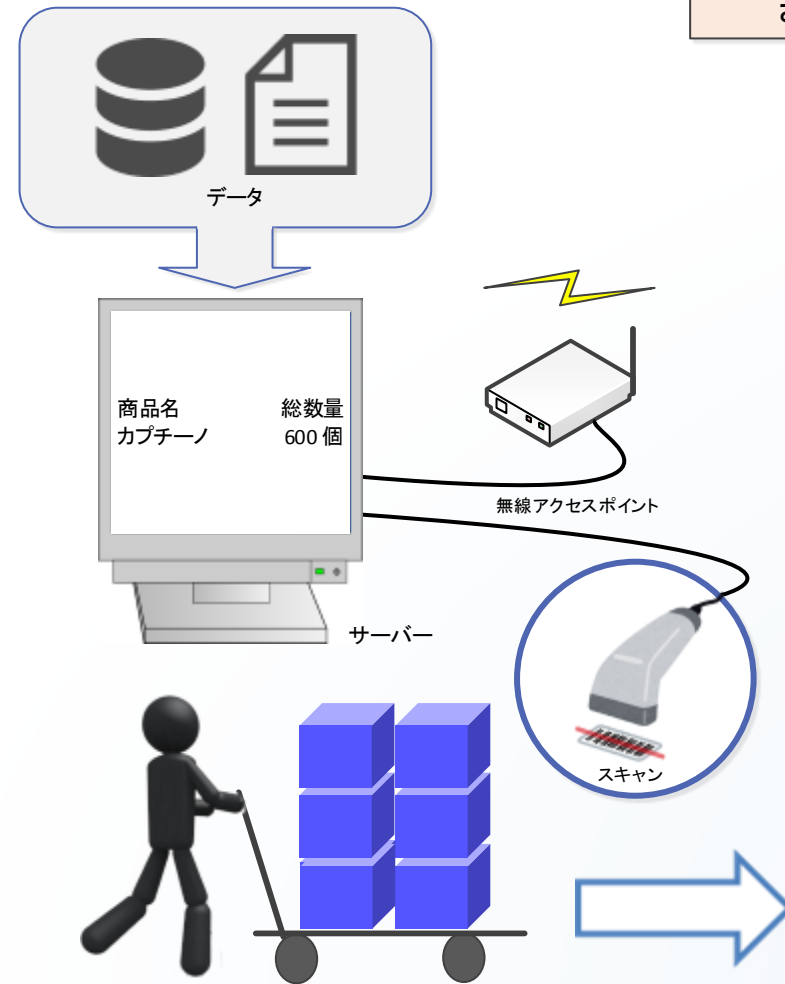 データ
商品名 総数量
カプチーノ 600 個
無線アクセスポイント
サーバー
スキャン